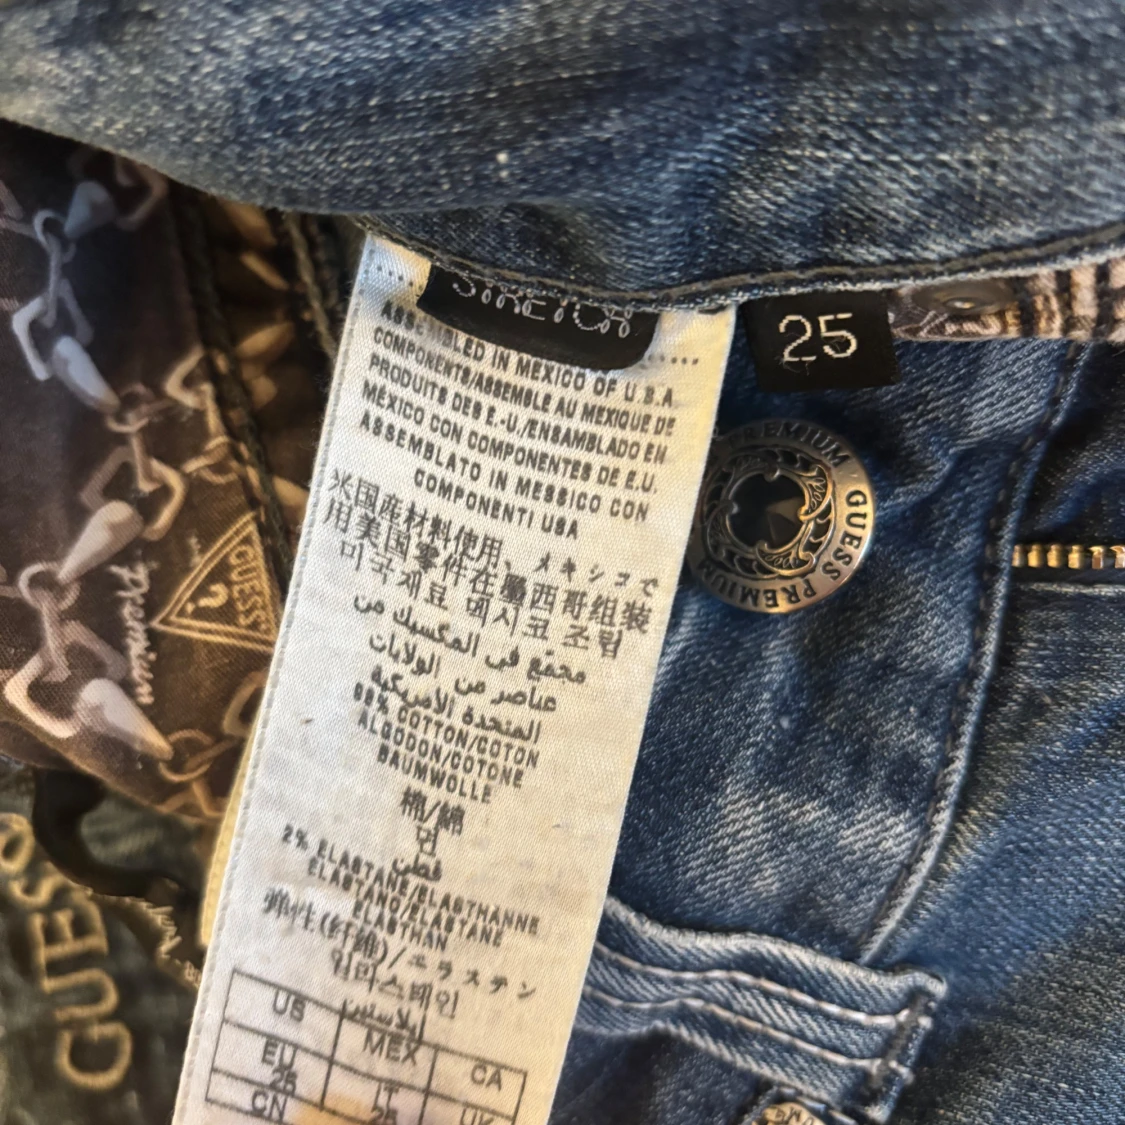 STRETCH
25
ASSEMBLED IN MEXICO OF U.S.A.
COMPONENTS/ASSEMBLE AU MEXIQUE DE
PRODUITS DES E.-U./ENSAMBLADO EN
MEXICO CON COMPONENTES DE E.U.
ASSEMBLATO IN MESSICO CON
COMPONENTI USA
米国産材料使用、メキシコで
用美国零件在墨西哥组装
미국재료 멕시코 조립
مجمع في المكسيك من
عناصر من الولايات
المتحدة الأمريكية
98% COTTON/COTON
ALGODON/COTONE
BAUMWOLLE
棉/綿
면
قطن
2% ELASTANE/ELASTHANNE
ELASTANO/ELASTANE
ELASTHAN
弹性(纤维)/エラステン
엘라스테인
إيلاستين
US MEX CA
EU IT UK
25 25
CN
PREMIUM GUESS PREMIUM
GUESS
?
Premium
GUESS